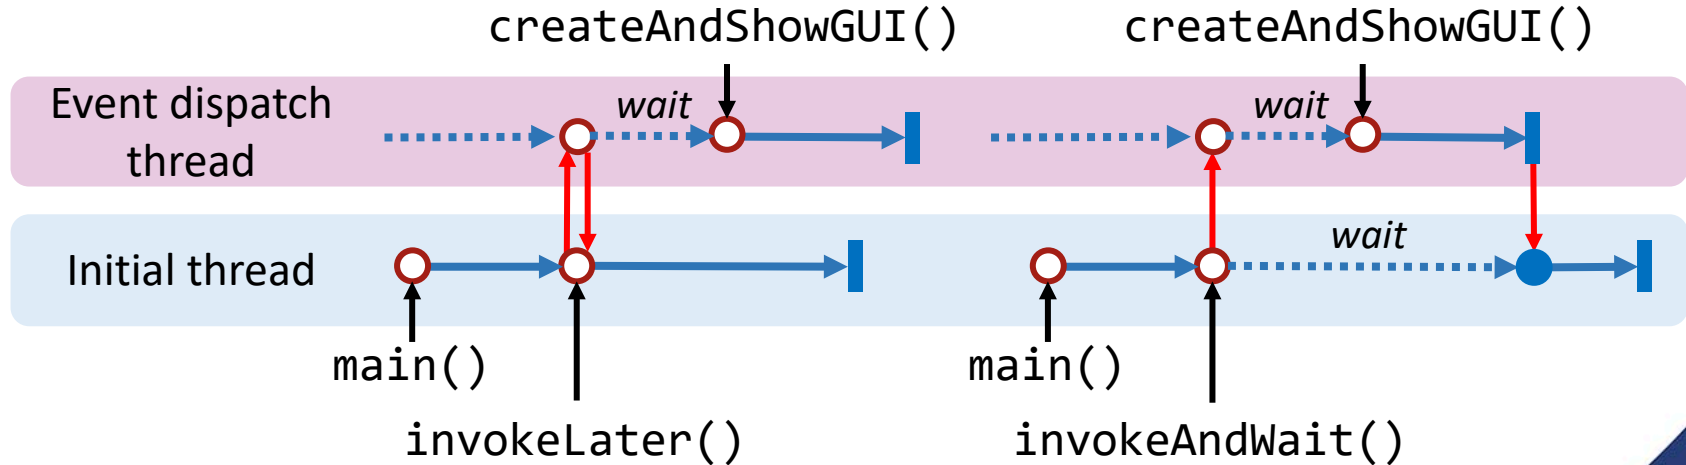 createAndShowGUI()
createAndShowGUI()
Event dispatch
thread
wait
wait
Initial thread
wait
main()
main()
invokeLater()
invokeAndWait()